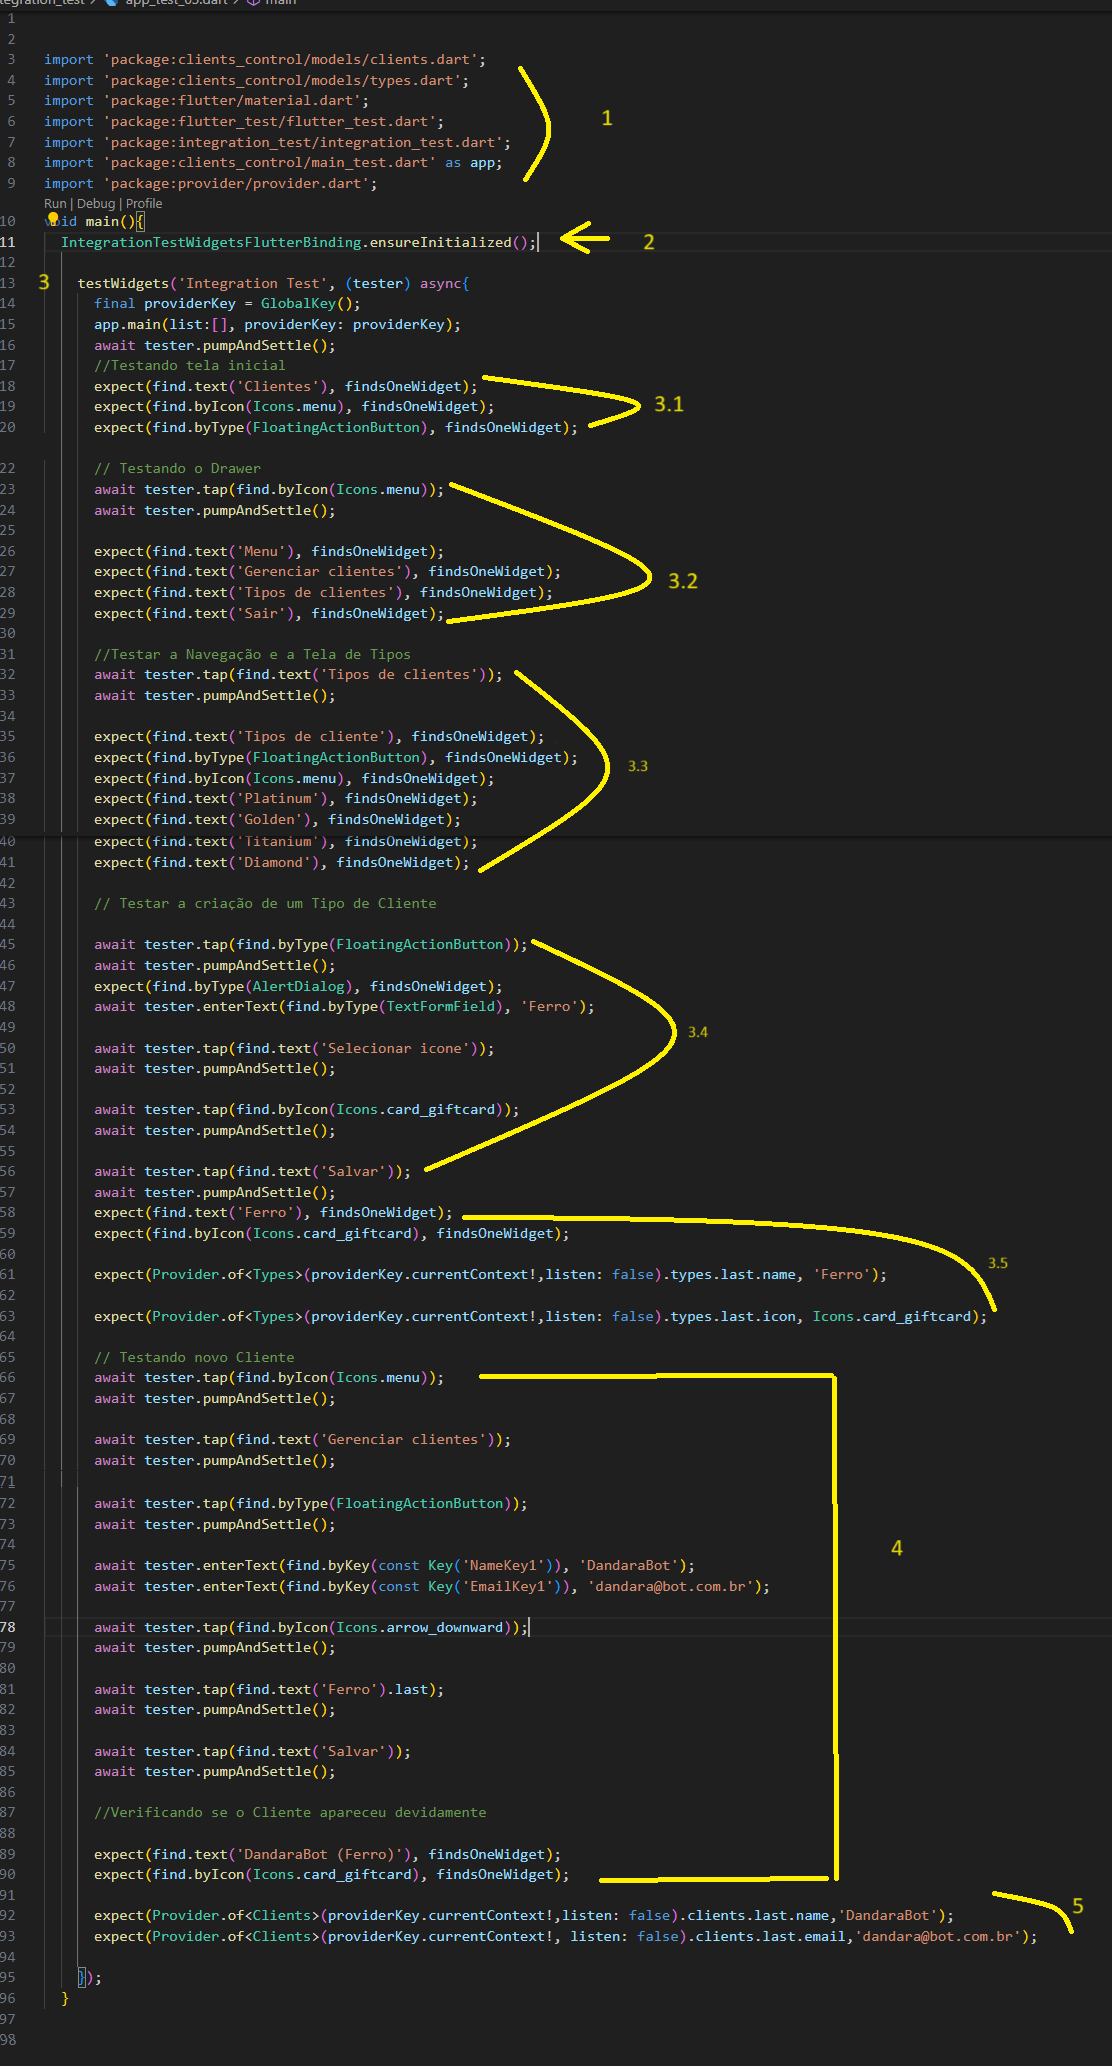 tegration_test > app_test_05.dart > main
1
2
3 import 'package:clients_control/models/clients.dart';
4 import 'package:clients_control/models/types.dart';
5 import 'package:flutter/material.dart';
6 import 'package:flutter_test/flutter_test.dart'; 1
7 import 'package:integration_test/integration_test.dart';
8 import 'package:clients_control/main_test.dart' as app;
9 import 'package:provider/provider.dart';
Run | Debug | Profile
10 void main(){
11 IntegrationTestWidgetsFlutterBinding.ensureInitialized(); 2
12
13 3 testWidgets('Integration Test', (tester) async{
14 final providerKey = GlobalKey();
15 app.main(list:[], providerKey: providerKey);
16 await tester.pumpAndSettle();
17 //Testando tela inicial
18 expect(find.text('Clientes'), findsOneWidget);
19 expect(find.byIcon(Icons.menu), findsOneWidget); 3.1
20 expect(find.byType(FloatingActionButton), findsOneWidget);
22 // Testando o Drawer
23 await tester.tap(find.byIcon(Icons.menu));
24 await tester.pumpAndSettle();
25
26 expect(find.text('Menu'), findsOneWidget);
27 expect(find.text('Gerenciar clientes'), findsOneWidget); 3.2
28 expect(find.text('Tipos de clientes'), findsOneWidget);
29 expect(find.text('Sair'), findsOneWidget);
30
31 //Testar a Navegação e a Tela de Tipos
32 await tester.tap(find.text('Tipos de clientes'));
33 await tester.pumpAndSettle();
34
35 expect(find.text('Tipos de cliente'), findsOneWidget);
36 expect(find.byType(FloatingActionButton), findsOneWidget); 3.3
37 expect(find.byIcon(Icons.menu), findsOneWidget);
38 expect(find.text('Platinum'), findsOneWidget);
39 expect(find.text('Golden'), findsOneWidget);
40 expect(find.text('Titanium'), findsOneWidget);
41 expect(find.text('Diamond'), findsOneWidget);
42
43 // Testar a criação de um Tipo de Cliente
44
45 await tester.tap(find.byType(FloatingActionButton));
46 await tester.pumpAndSettle();
47 expect(find.byType(AlertDialog), findsOneWidget);
48 await tester.enterText(find.byType(TextFormField), 'Ferro');
49 3.4
50 await tester.tap(find.text('Selecionar icone'));
51 await tester.pumpAndSettle();
52
53 await tester.tap(find.byIcon(Icons.card_giftcard));
54 await tester.pumpAndSettle();
55
56 await tester.tap(find.text('Salvar'));
57 await tester.pumpAndSettle();
58 expect(find.text('Ferro'), findsOneWidget);
59 expect(find.byIcon(Icons.card_giftcard), findsOneWidget);
60 3.5
61 expect(Provider.of<Types>(providerKey.currentContext!,listen: false).types.last.name, 'Ferro');
62
63 expect(Provider.of<Types>(providerKey.currentContext!,listen: false).types.last.icon, Icons.card_giftcard);
64
65 // Testando novo Cliente
66 await tester.tap(find.byIcon(Icons.menu));
67 await tester.pumpAndSettle();
68
69 await tester.tap(find.text('Gerenciar clientes'));
70 await tester.pumpAndSettle();
71
72 await tester.tap(find.byType(FloatingActionButton));
73 await tester.pumpAndSettle();
74 4
75 await tester.enterText(find.byKey(const Key('NameKey1')), 'DandaraBot');
76 await tester.enterText(find.byKey(const Key('EmailKey1')), 'dandara@bot.com.br');
77
78 await tester.tap(find.byIcon(Icons.arrow_downward));
79 await tester.pumpAndSettle();
80
81 await tester.tap(find.text('Ferro').last);
82 await tester.pumpAndSettle();
83
84 await tester.tap(find.text('Salvar'));
85 await tester.pumpAndSettle();
86
87 //Verificando se o Cliente apareceu devidamente
88
89 expect(find.text('DandaraBot (Ferro)'), findsOneWidget);
90 expect(find.byIcon(Icons.card_giftcard), findsOneWidget);
91 5
92 expect(Provider.of<Clients>(providerKey.currentContext!,listen: false).clients.last.name,'DandaraBot');
93 expect(Provider.of<Clients>(providerKey.currentContext!, listen: false).clients.last.email,'dandara@bot.com.br');
94
95 });
96 }
97
98